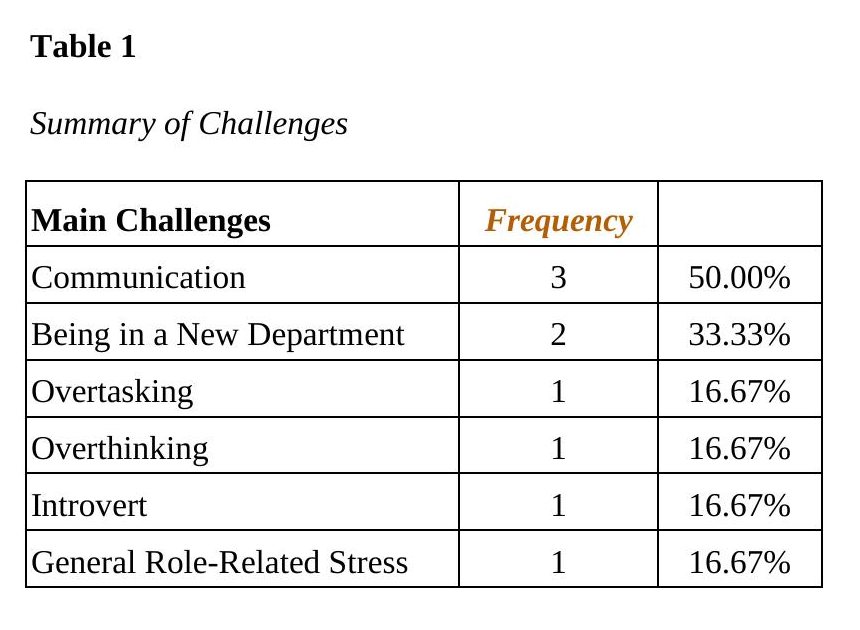 Table 1
Summary of Challenges
Main Challenges Frequency
Communication 3 50.00%
Being in a New Department 2 33.33%
Overtasking 1 16.67%
Overthinking 1 16.67%
Introvert 1 16.67%
General Role-Related Stress 1 16.67%